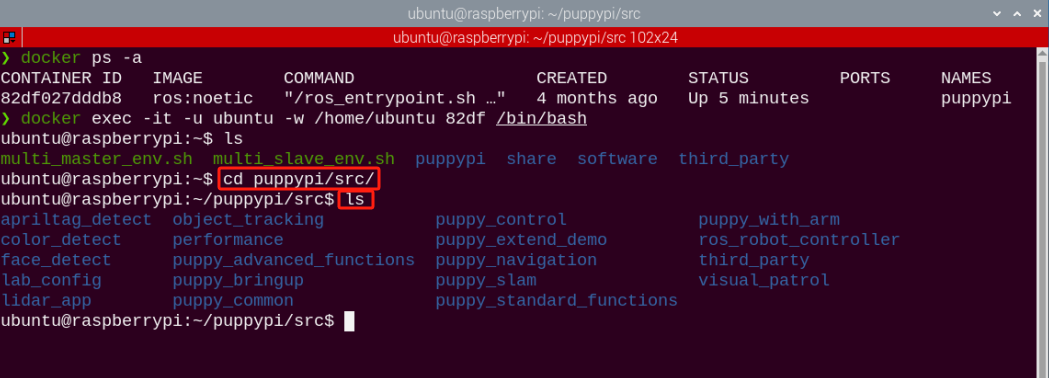 ubuntu@raspberrypi: ~/puppypi/src
ubuntu@raspberrypi: ~/puppypi/src 102x24
❯ docker ps -a
CONTAINER ID   IMAGE        COMMAND                  CREATED        STATUS         PORTS     NAMES
82df027dddb8   ros:noetic   "/ros_entrypoint.sh …"   4 months ago   Up 5 minutes             puppypi
❯ docker exec -it -u ubuntu -w /home/ubuntu 82df /bin/bash
ubuntu@raspberrypi:~$ ls
multi_master_env.sh  multi_slave_env.sh  puppypi  share  software  third_party
ubuntu@raspberrypi:~$ cd puppypi/src/
ubuntu@raspberrypi:~/puppypi/src$ ls
apriltag_detect  object_tracking           puppy_control             puppy_with_arm
color_detect     performance               puppy_extend_demo         ros_robot_controller
face_detect      puppy_advanced_functions  puppy_navigation          third_party
lab_config       puppy_bringup             puppy_slam                visual_patrol
lidar_app        puppy_common              puppy_standard_functions
ubuntu@raspberrypi:~/puppypi/src$